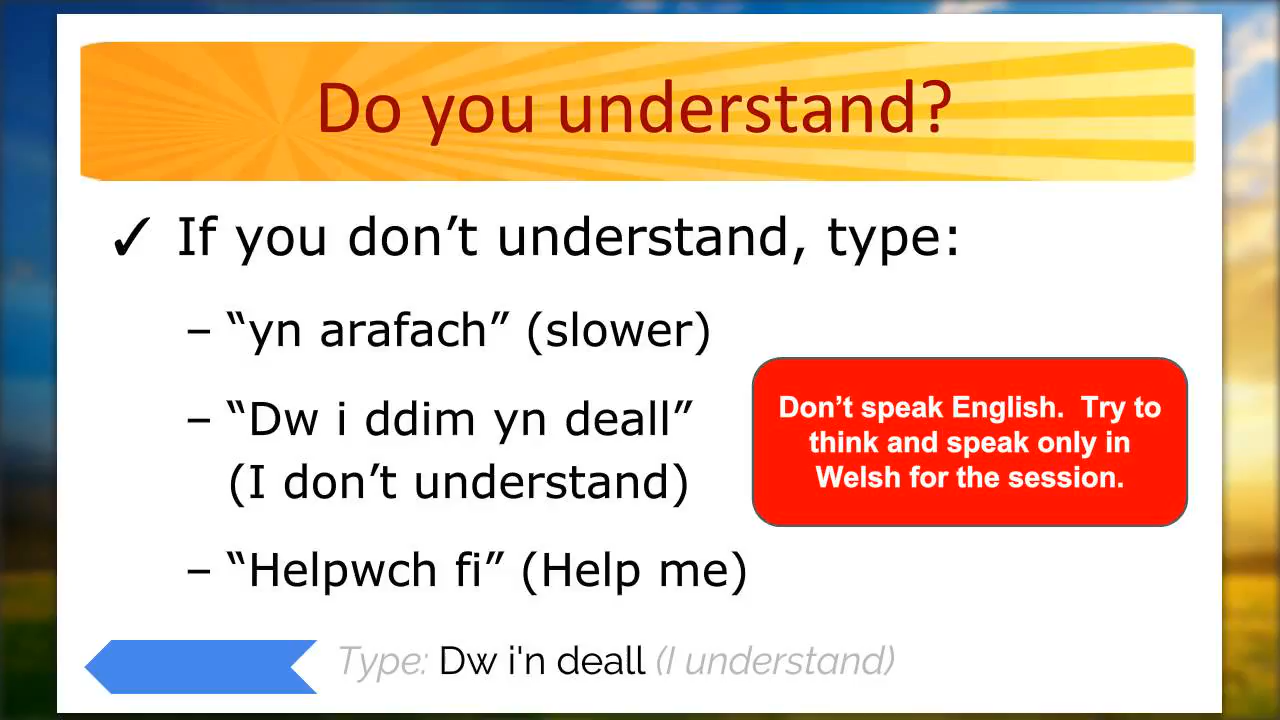 Do you understand?
✓ If you don’t understand, type:
– “yn arafach” (slower)
– “Dw i ddim yn deall”
(I don’t understand)
– “Helpwch fi” (Help me)
Don’t speak English. Try to
think and speak only in
Welsh for the session.
Type: Dw i'n deall (I understand)